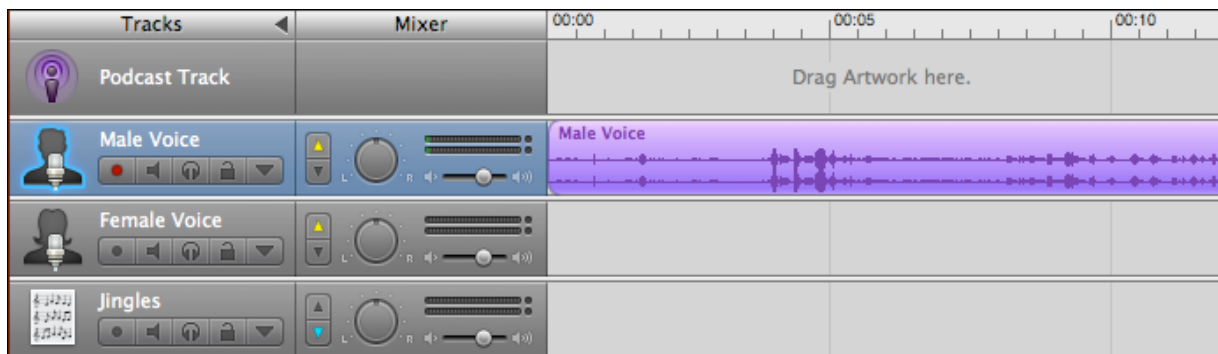 Tracks Mixer 00:00 00:05 00:10
Podcast Track Drag Artwork here.
Male Voice Male Voice
L R
Female Voice
L R
Jingles
L R